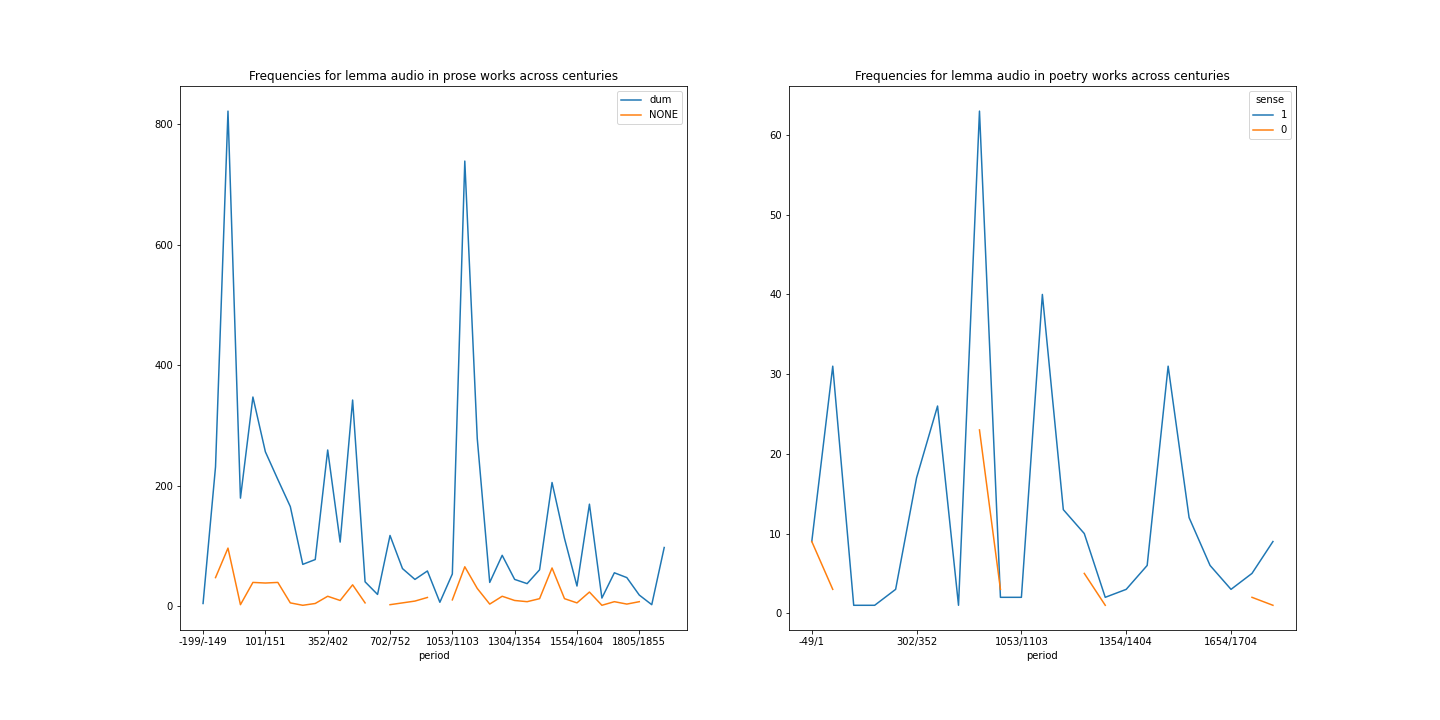 Frequencies for lemma audio in prose works across centuries
dum
NONE
800
600
400
200
0
-199/-149 101/151 352/402 702/752 1053/1103 1304/1354 1554/1604 1805/1855
period
Frequencies for lemma audio in poetry works across centuries
sense
1
0
60
50
40
30
20
10
0
-49/1 302/352 1053/1103 1354/1404 1654/1704
period